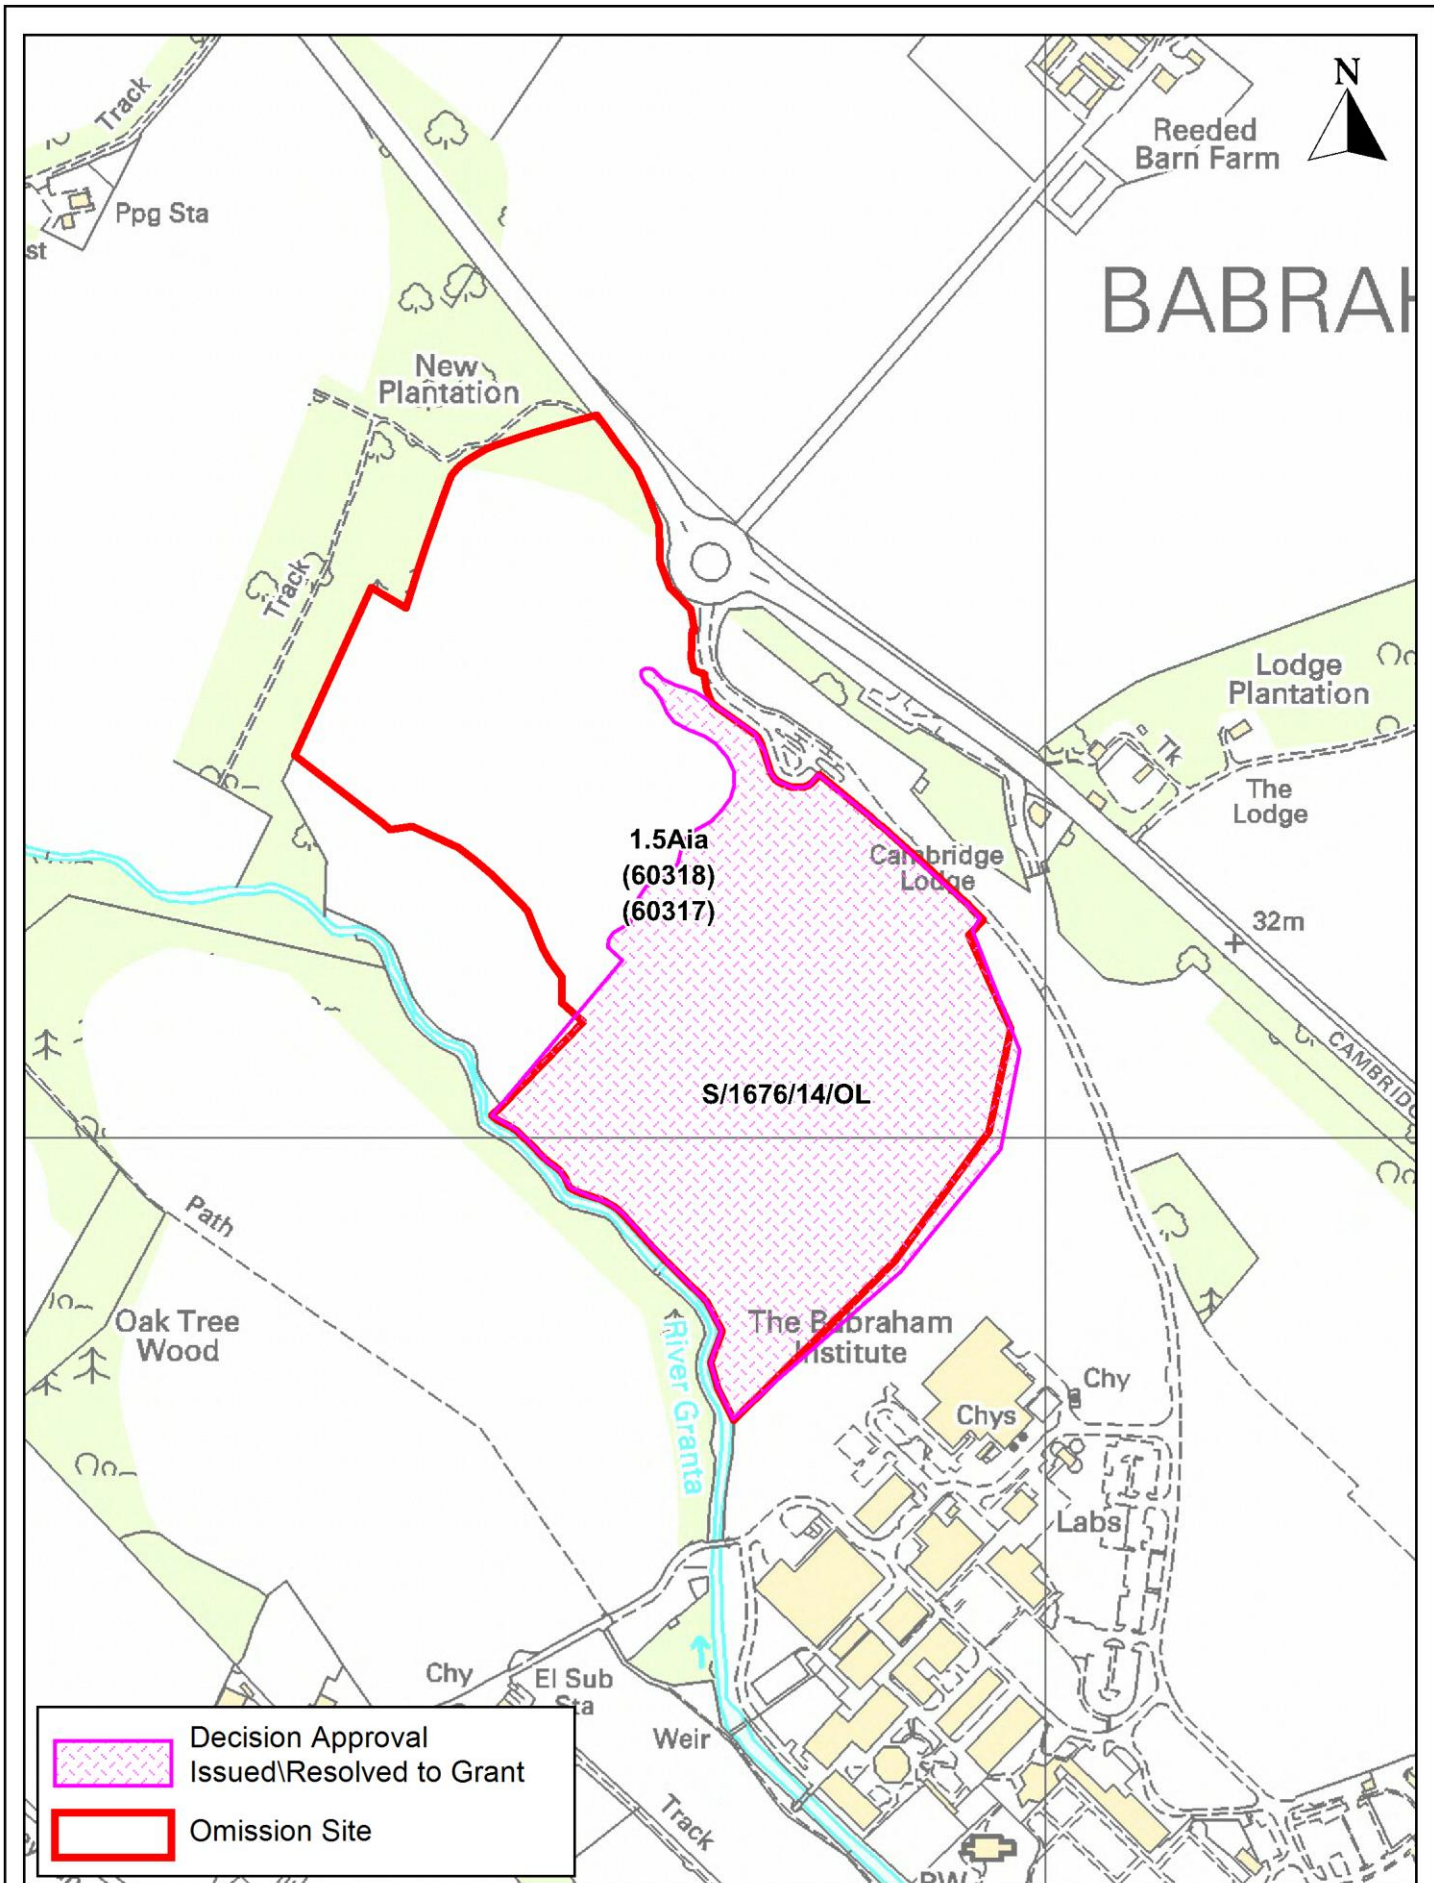 N
Track
Reeded
Barn Farm
Ppg Sta
st
BABRAH
New
Plantation
Track
Lodge
Plantation
Tk
The
Lodge
1.5Aia
(60318)
(60317)
Cambridge
Lodge
32m
CAMBRIDG
S/1676/14/OL
Path
Oak Tree
Wood
River Granta
The Babraham
Institute
Chy
Chys
Labs
Chy
El Sub
Sta
Weir
Track
PW
Decision Approval
Issued\Resolved to Grant
Omission Site